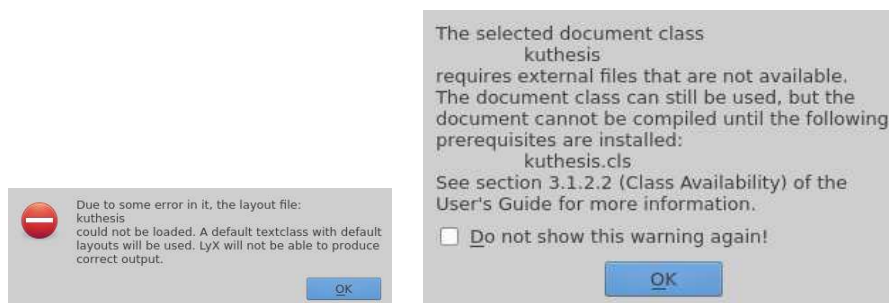 Due to some error in it, the layout file:
kuthesis
could not be loaded. A default textclass with default
layouts will be used. LyX will not be able to produce
correct output.
OK
The selected document class
kuthesis
requires external files that are not available.
The document class can still be used, but the
document cannot be compiled until the following
prerequisites are installed:
kuthesis.cls
See section 3.1.2.2 (Class Availability) of the
User's Guide for more information.
Do not show this warning again!
OK